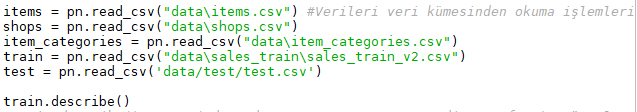 items = pn.read_csv("data\items.csv") #Verileri veri kümesinden okuma işlemleri
shops = pn.read_csv("data\shops.csv")
item_categories = pn.read_csv("data\item_categories.csv")
train = pn.read_csv("data\sales_train\sales_train_v2.csv")
test = pn.read_csv('data/test/test.csv')
train.describe()